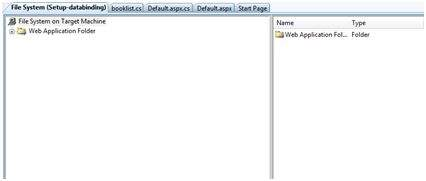 File System (Setup-databinding) booklist.cs Default.aspx.cs Default.aspx Start Page
File System on Target Machine
Web Application Folder
Name Type
Web Application Fol... Folder